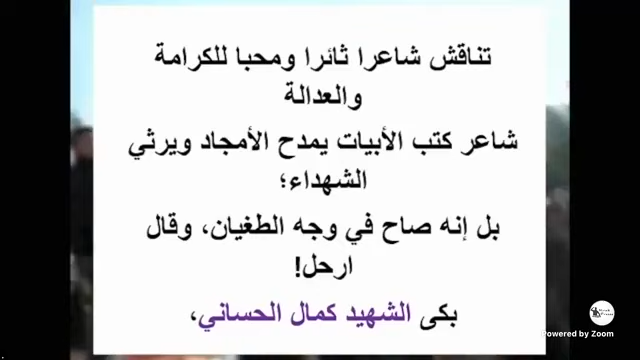 تناقش شاعرا ثائرا ومحبا للكرامة
والعدالة
شاعر كتب الأبيات يمدح الأمجاد ويرثي
الشهداء؛
بل إنه صاح في وجه الطغيان، وقال
ارحل!
بكى الشهيد كمال الحساني،
Powered by Zoom